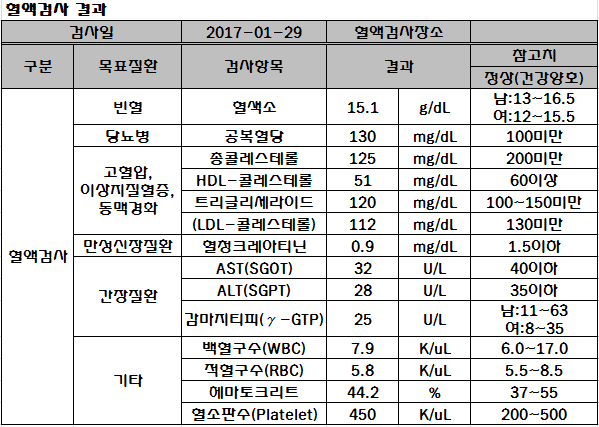 혈액검사 결과
검사일 2017-01-29 혈액검사장소
구분 목표질환 검사항목 결과 참고치
정상(건강양호)
혈액검사
빈혈 혈색소 15.1 g/dL 남:13~16.5
여:12~15.5
당뇨병 공복혈당 130 mg/dL 100미만
고혈압,
이상지질혈증,
동맥경화
총콜레스테롤 125 mg/dL 200미만
HDL-콜레스테롤 51 mg/dL 60이상
트리글리세라이드 120 mg/dL 100~150미만
(LDL-콜레스테롤) 112 mg/dL 130미만
만성신장질환 혈청크레아티닌 0.9 mg/dL 1.5이하
간장질환
AST(SGOT) 32 U/L 40이하
ALT(SGPT) 28 U/L 35이하
감마지티피(γ-GTP) 25 U/L 남:11~63
여:8~35
기타
백혈구수(WBC) 7.9 K/uL 6.0~17.0
적혈구수(RBC) 5.8 K/uL 5.5~8.5
헤마토크리트 44.2 % 37~55
혈소판수(Platelet) 450 K/uL 200~500